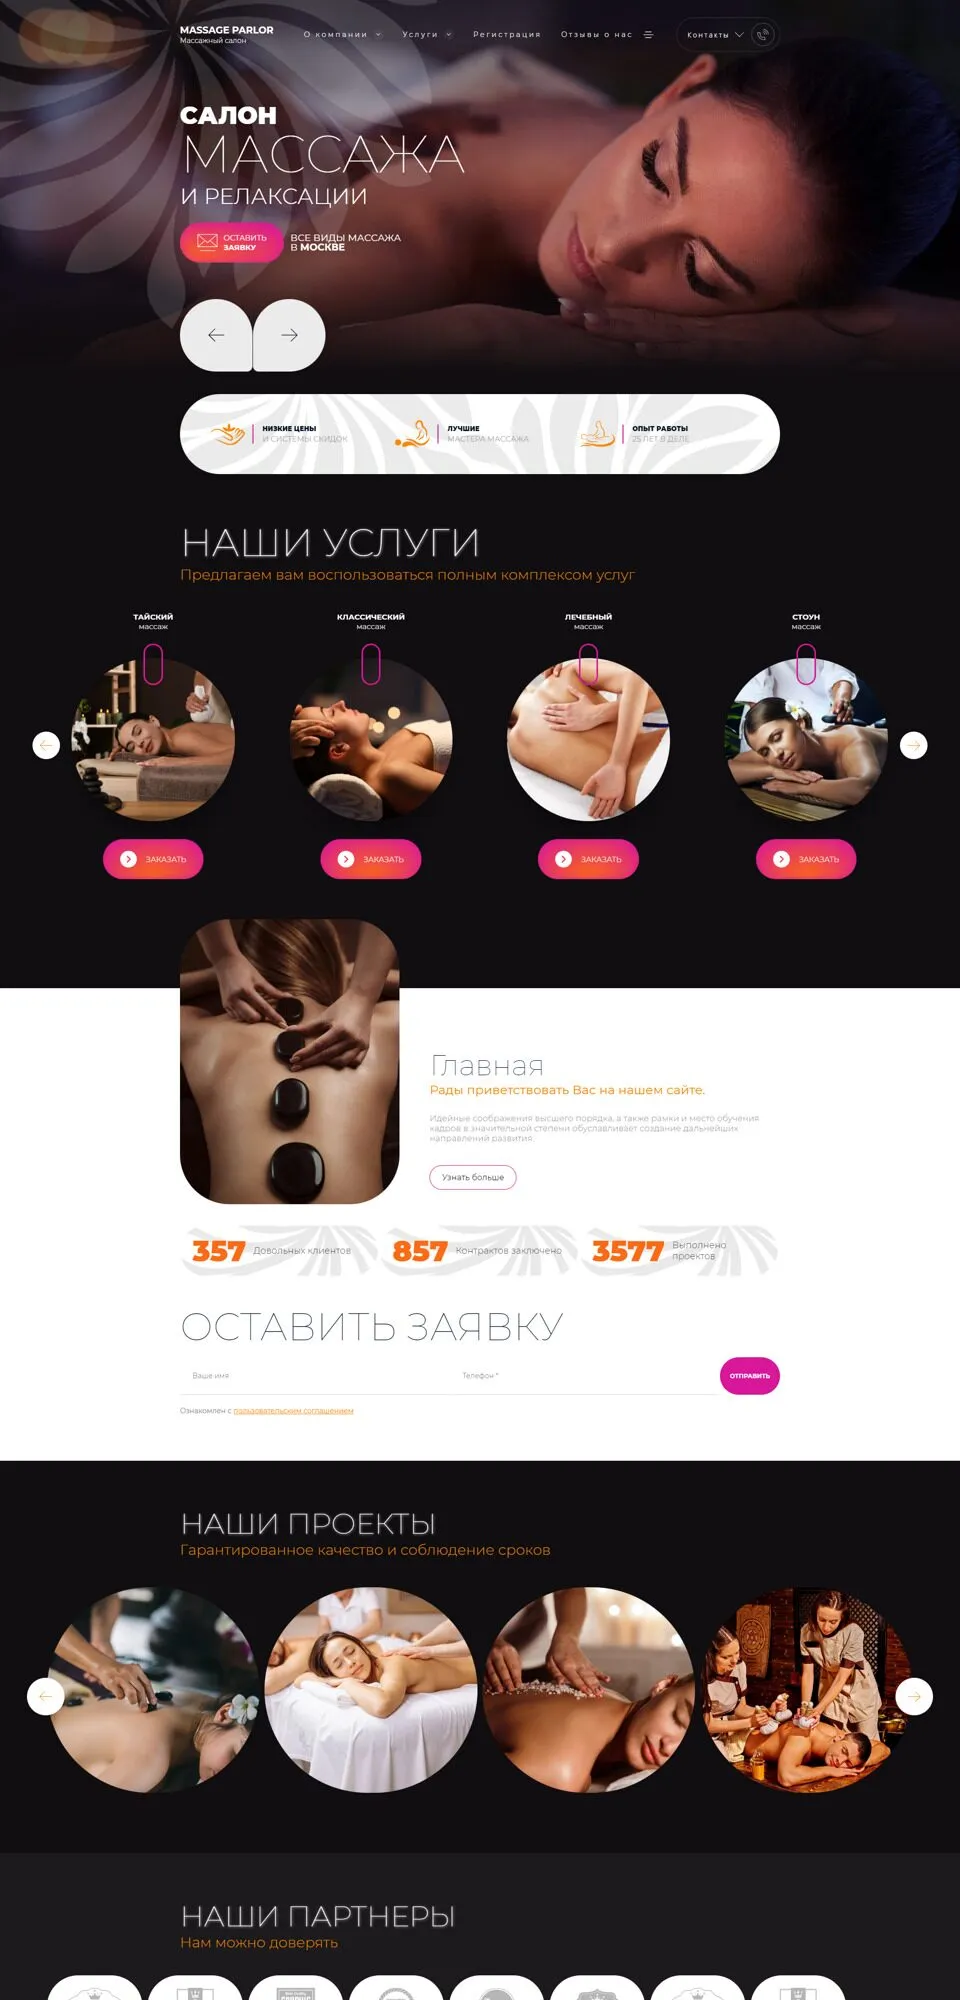 MASSAGE PARLOR
Массажный салон
О компании
Услуги
Регистрация
Отзывы о нас
Контакты
САЛОН
МАССАЖА
И РЕЛАКСАЦИИ
ОСТАВИТЬ
ЗАЯВКУ
ВСЕ ВИДЫ МАССАЖА
В МОСКВЕ
НИЗКИЕ ЦЕНЫ
И СИСТЕМЫ СКИДОК
ЛУЧШИЕ
МАСТЕРА МАССАЖА
ОПЫТ РАБОТЫ
25 ЛЕТ В ДЕЛЕ
НАШИ УСЛУГИ
Предлагаем вам воспользоваться полным комплексом услуг
ТАЙСКИЙ
массаж
КЛАССИЧЕСКИЙ
массаж
ЛЕЧЕБНЫЙ
массаж
СТОУН
массаж
ЗАКАЗАТЬ
ЗАКАЗАТЬ
ЗАКАЗАТЬ
ЗАКАЗАТЬ
Главная
Рады приветствовать Вас на нашем сайте.
Идейные соображения высшего порядка, а также рамки и место обучения
кадров в значительной степени обуславливает создание дальнейших
направлений развития.
Узнать больше
357 Довольных клиентов
857 Контрактов заключено
3577 Выполнено
проектов
ОСТАВИТЬ ЗАЯВКУ
Ваше имя
Телефон *
ОТПРАВИТЬ
Ознакомлен с пользовательским соглашением
НАШИ ПРОЕКТЫ
Гарантированное качество и соблюдение сроков
НАШИ ПАРТНЕРЫ
Нам можно доверять